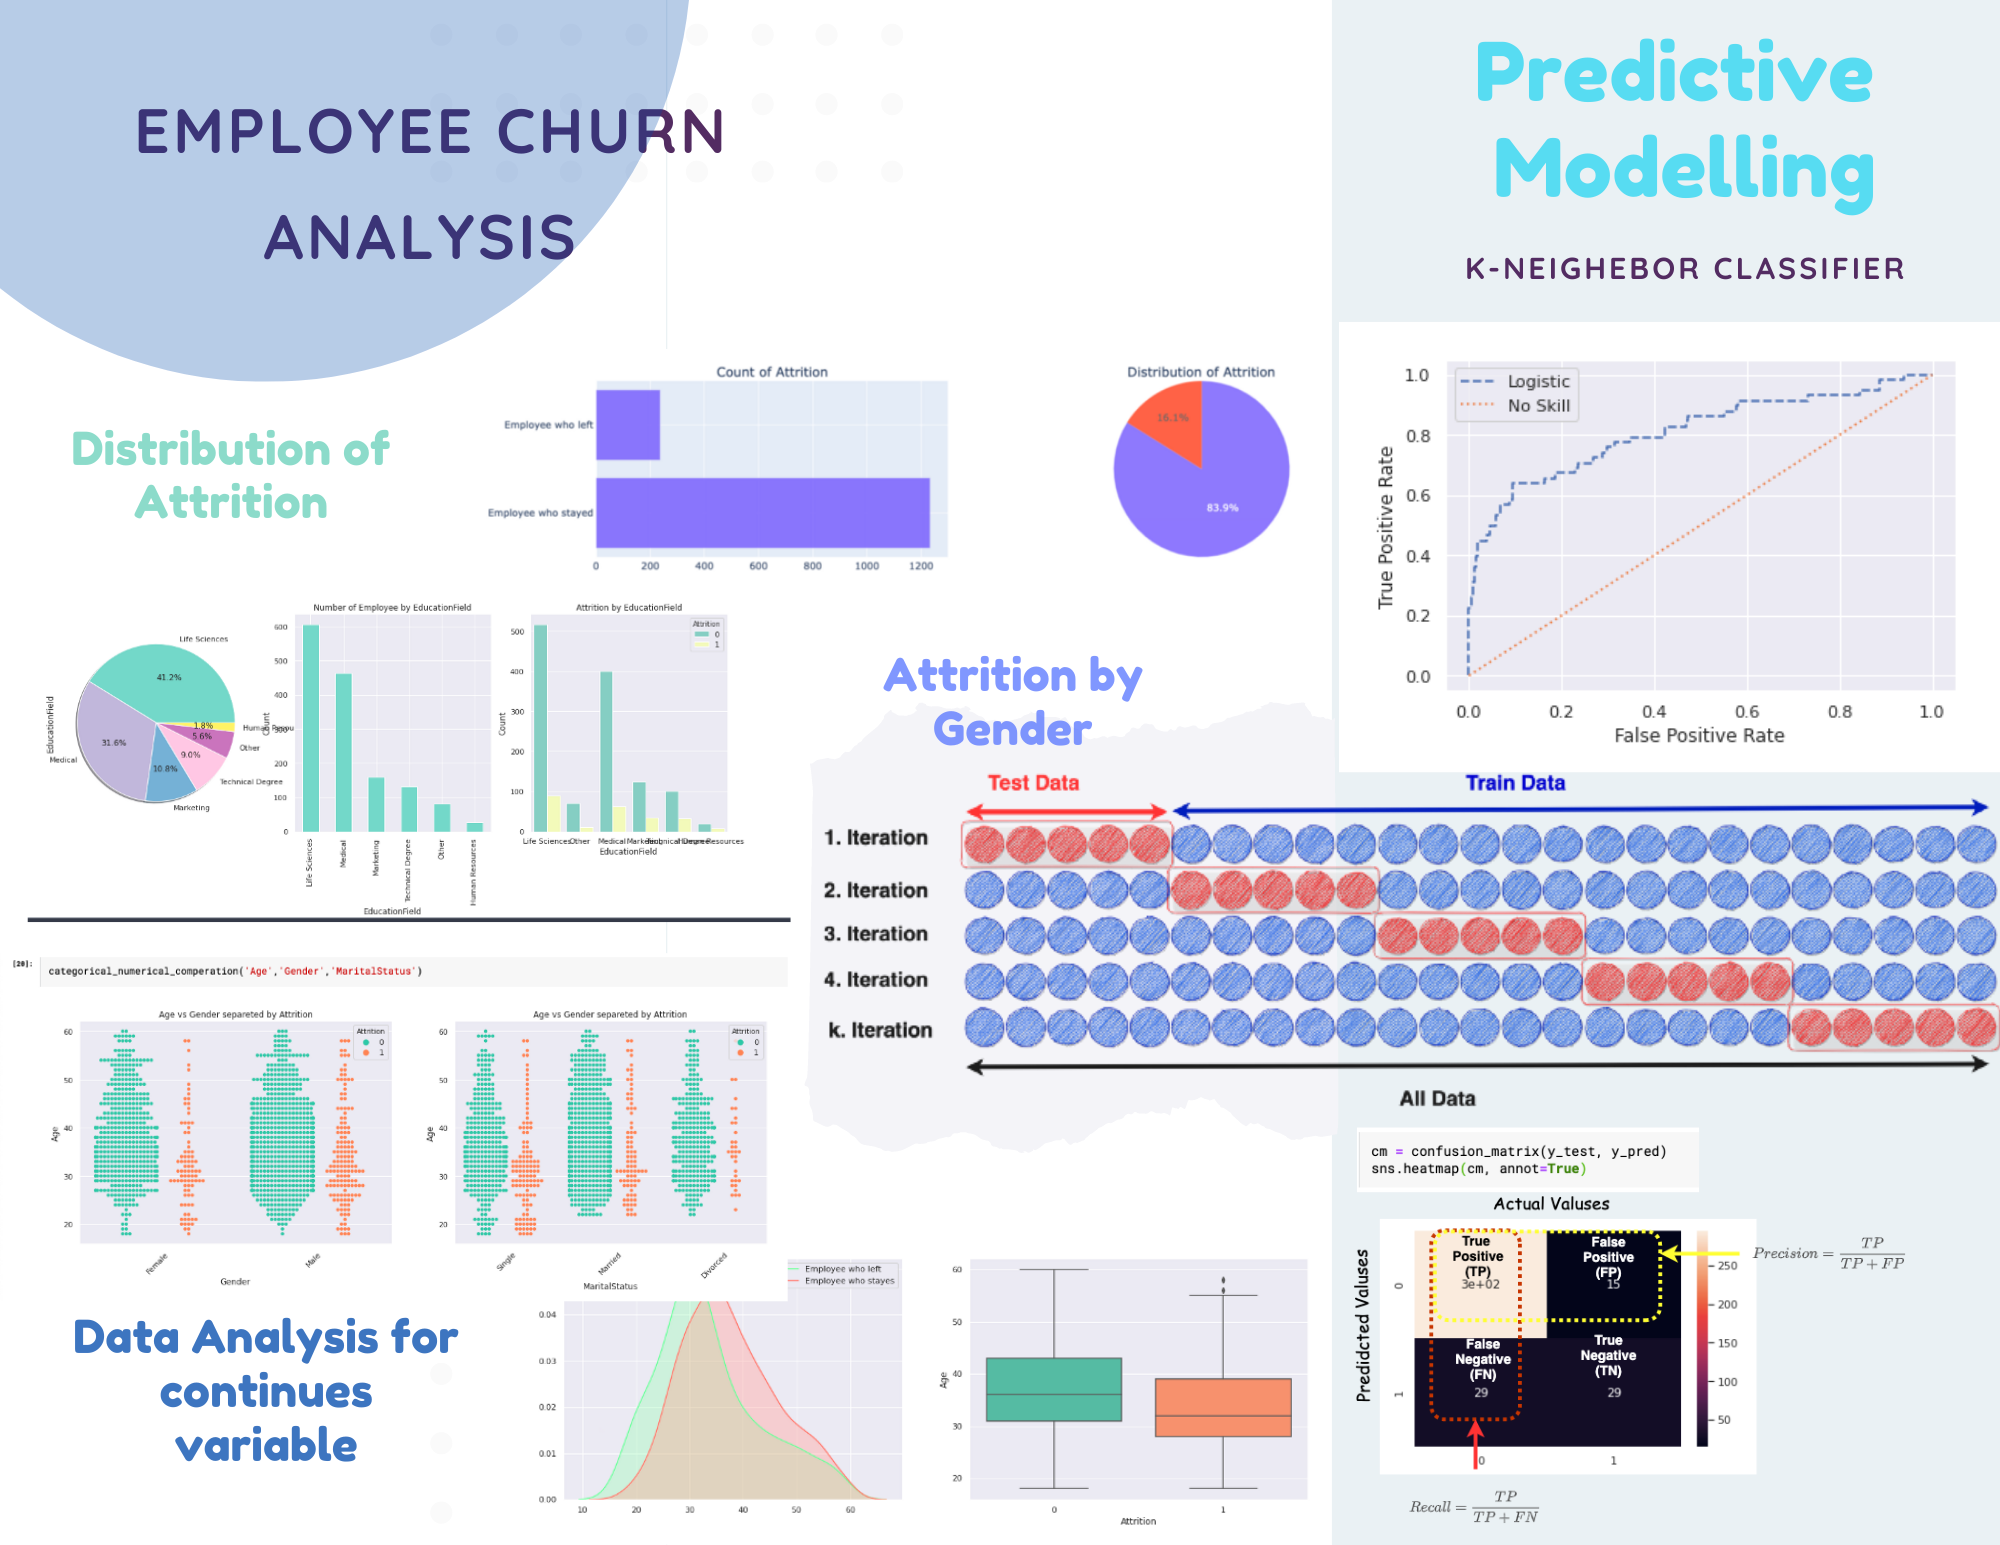 EMPLOYEE CHURN
ANALYSIS
Predictive
Modelling
K-NEIGHEBOR CLASSIFIER
Distribution of
Attrition
Count of Attrition
Employee who left
Employee who stayed
0 200 400 600 800 1000 1200
Distribution of Attrition
16.1%
83.9%
1.0
0.8
0.6
0.4
0.2
0.0
True Positive Rate
Logistic
No Skill
0.0 0.2 0.4 0.6 0.8 1.0
False Positive Rate
EducationField
Life Sciences
41.2%
Medical
31.6%
Marketing
10.8%
Technical Degree
9.0%
Other
5.6%
1.8%
Number of Employee by EducationField
Count
600
500
400
300
200
100
0
Life Sciences
Medical
Marketing
Technical Degree
Other
Human Resources
EducationField
Attrition by EducationField
Attrition
0
1
Count
500
400
300
200
100
0
Life Sciences Other Medical Marketing Technical Degree Human Resources
EducationField
Attrition by
Gender
Test Data
Train Data
1. Iteration
2. Iteration
3. Iteration
4. Iteration
k. Iteration
All Data
[20]:
categorical_numerical_comperation('Age','Gender','MaritalStatus')
Age vs Gender separeted by Attrition
Attrition
0
1
Age
60
50
40
30
20
Female
Male
Gender
Age vs Gender separeted by Attrition
Attrition
0
1
Age
60
50
40
30
20
Single
Married
Divorced
MaritalStatus
Data Analysis for
continues
variable
Employee who left
Employee who stayes
0.04
0.03
0.02
0.01
0.00
10 20 30 40 50 60
Age
60
50
40
30
20
0 1
Attrition
cm = confusion_matrix(y_test, y_pred)
sns.heatmap(cm, annot=True)
Actual Valuses
Predidcted Valuses
0
1
True
Positive
(TP)
3e+02
False
Positive
(FP)
15
False
Negative
(FN)
29
True
Negative
(TN)
29
0 1
250
200
150
100
50
Precision = TP
TP + FP
Recall = TP
TP + FN